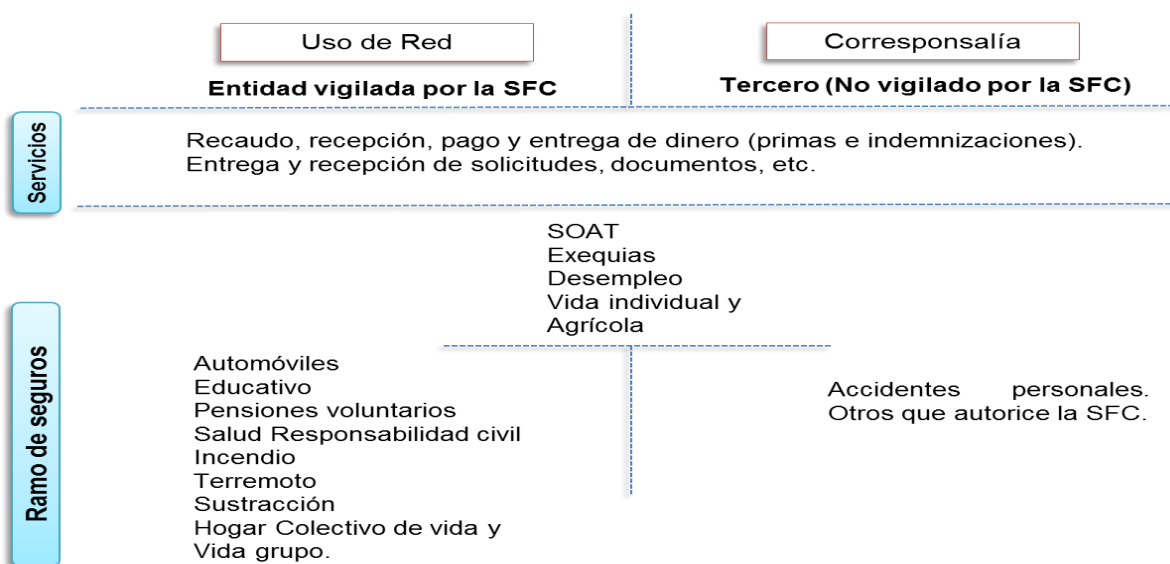 Uso de Red
Corresponsalía
Entidad vigilada por la SFC
Tercero (No vigilado por la SFC)
Servicios
Recaudo, recepción, pago y entrega de dinero (primas e indemnizaciones).
Entrega y recepción de solicitudes, documentos, etc.
Ramo de seguros
SOAT
Exequias
Desempleo
Vida individual y
Agrícola
Automóviles
Educativo
Pensiones voluntarios
Salud Responsabilidad civil
Incendio
Terremoto
Sustracción
Hogar Colectivo de vida y
Vida grupo.
Accidentes personales.
Otros que autorice la SFC.